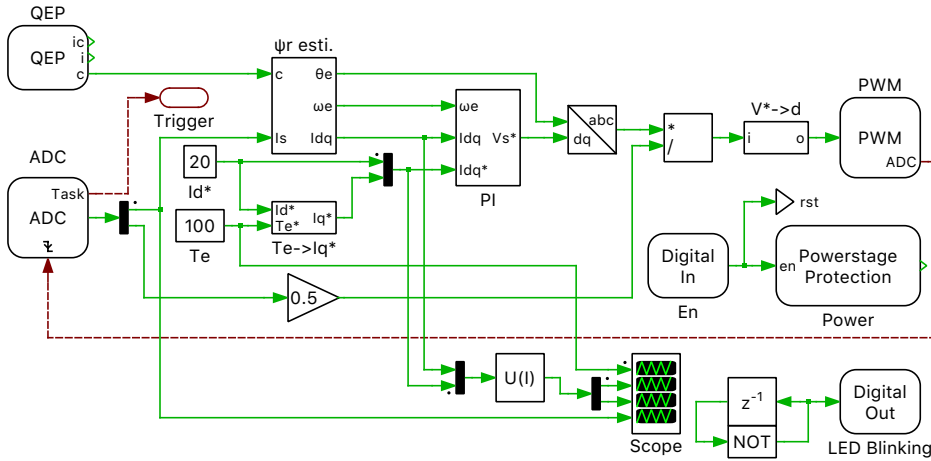 QEP
QEP
ic
i
c
Trigger
ψr esti.
c
θe
ωe
Is
Idq
ωe
Idq
Vs*
Idq*
PI
abc
dq
*
/
V*->d
i
o
PWM
PWM
ADC
ADC
Task
ADC
20
Id*
100
Te
Id*
Iq*
Te*
Te->Iq*
0.5
rst
Digital
In
En
en
Powerstage
Protection
Power
U(I)
Scope
z-1
NOT
Digital
Out
LED Blinking